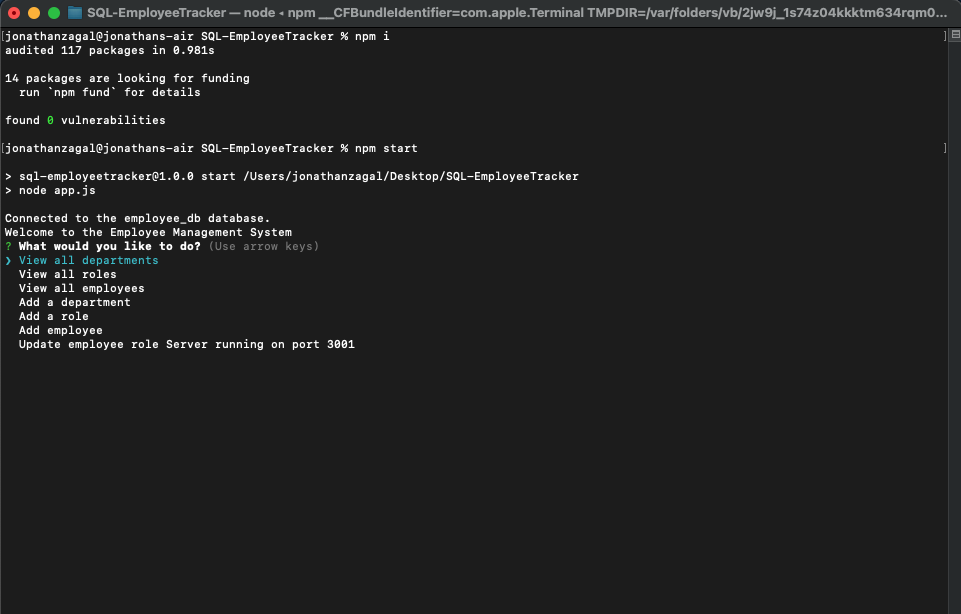 SQL-EmployeeTracker — node ◂ npm __CFBundleIdentifier=com.apple.Terminal TMPDIR=/var/folders/vb/2jw9j_1s74z04kkktm634rqm0...
[jonathanzagal@jonathans-air SQL-EmployeeTracker % npm i ]
audited 117 packages in 0.981s
14 packages are looking for funding
  run `npm fund` for details
found 0 vulnerabilities
[jonathanzagal@jonathans-air SQL-EmployeeTracker % npm start ]
> sql-employeetracker@1.0.0 start /Users/jonathanzagal/Desktop/SQL-EmployeeTracker
> node app.js
Connected to the employee_db database.
Welcome to the Employee Management System
? What would you like to do? (Use arrow keys)
❯ View all departments
  View all roles
  View all employees
  Add a department
  Add a role
  Add employee
  Update employee role Server running on port 3001